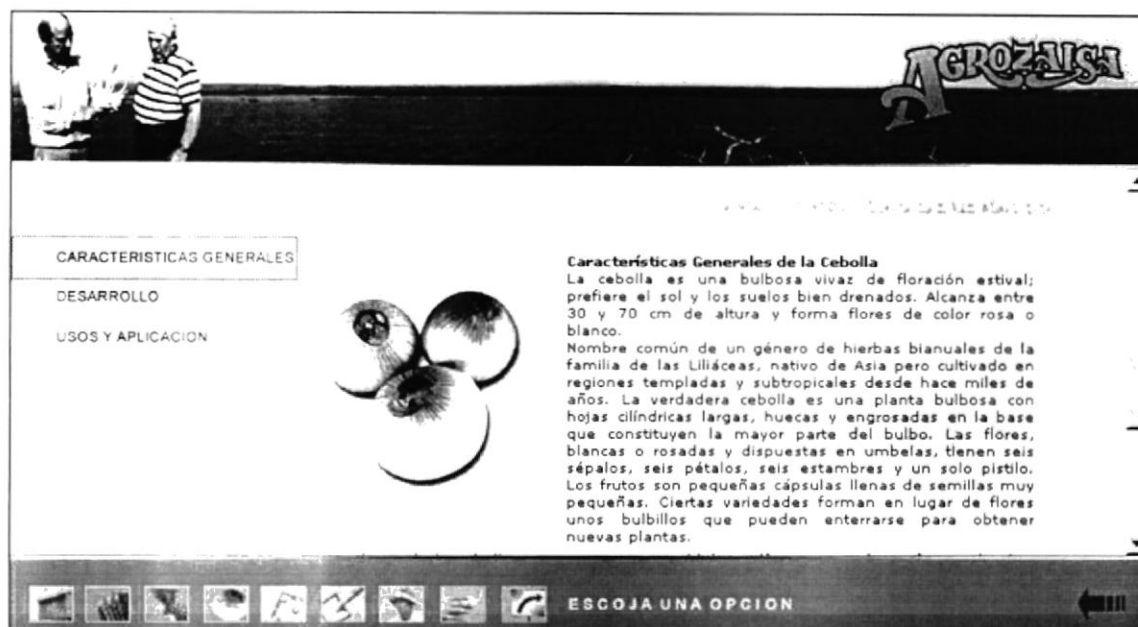 AGROZAISA
CARACTERISTICAS GENERALES
DESARROLLO
USOS Y APLICACION
Características Generales de la Cebolla
La cebolla es una bulbosa vivaz de floración estival;
prefiere el sol y los suelos bien drenados. Alcanza entre
30 y 70 cm de altura y forma flores de color rosa o
blanco.
Nombre común de un género de hierbas bianuales de la
familia de las Liliáceas, nativo de Asia pero cultivado en
regiones templadas y subtropicales desde hace miles de
años. La verdadera cebolla es una planta bulbosa con
hojas cilíndricas largas, huecas y engrosadas en la base
que constituyen la mayor parte del bulbo. Las flores,
blancas o rosadas y dispuestas en umbelas, tienen seis
sépalos, seis pétalos, seis estambres y un solo pistilo.
Los frutos son pequeñas cápsulas llenas de semillas muy
pequeñas. Ciertas variedades forman en lugar de flores
unos bulbillos que pueden enterrarse para obtener
nuevas plantas.
ESCOJA UNA OPCION